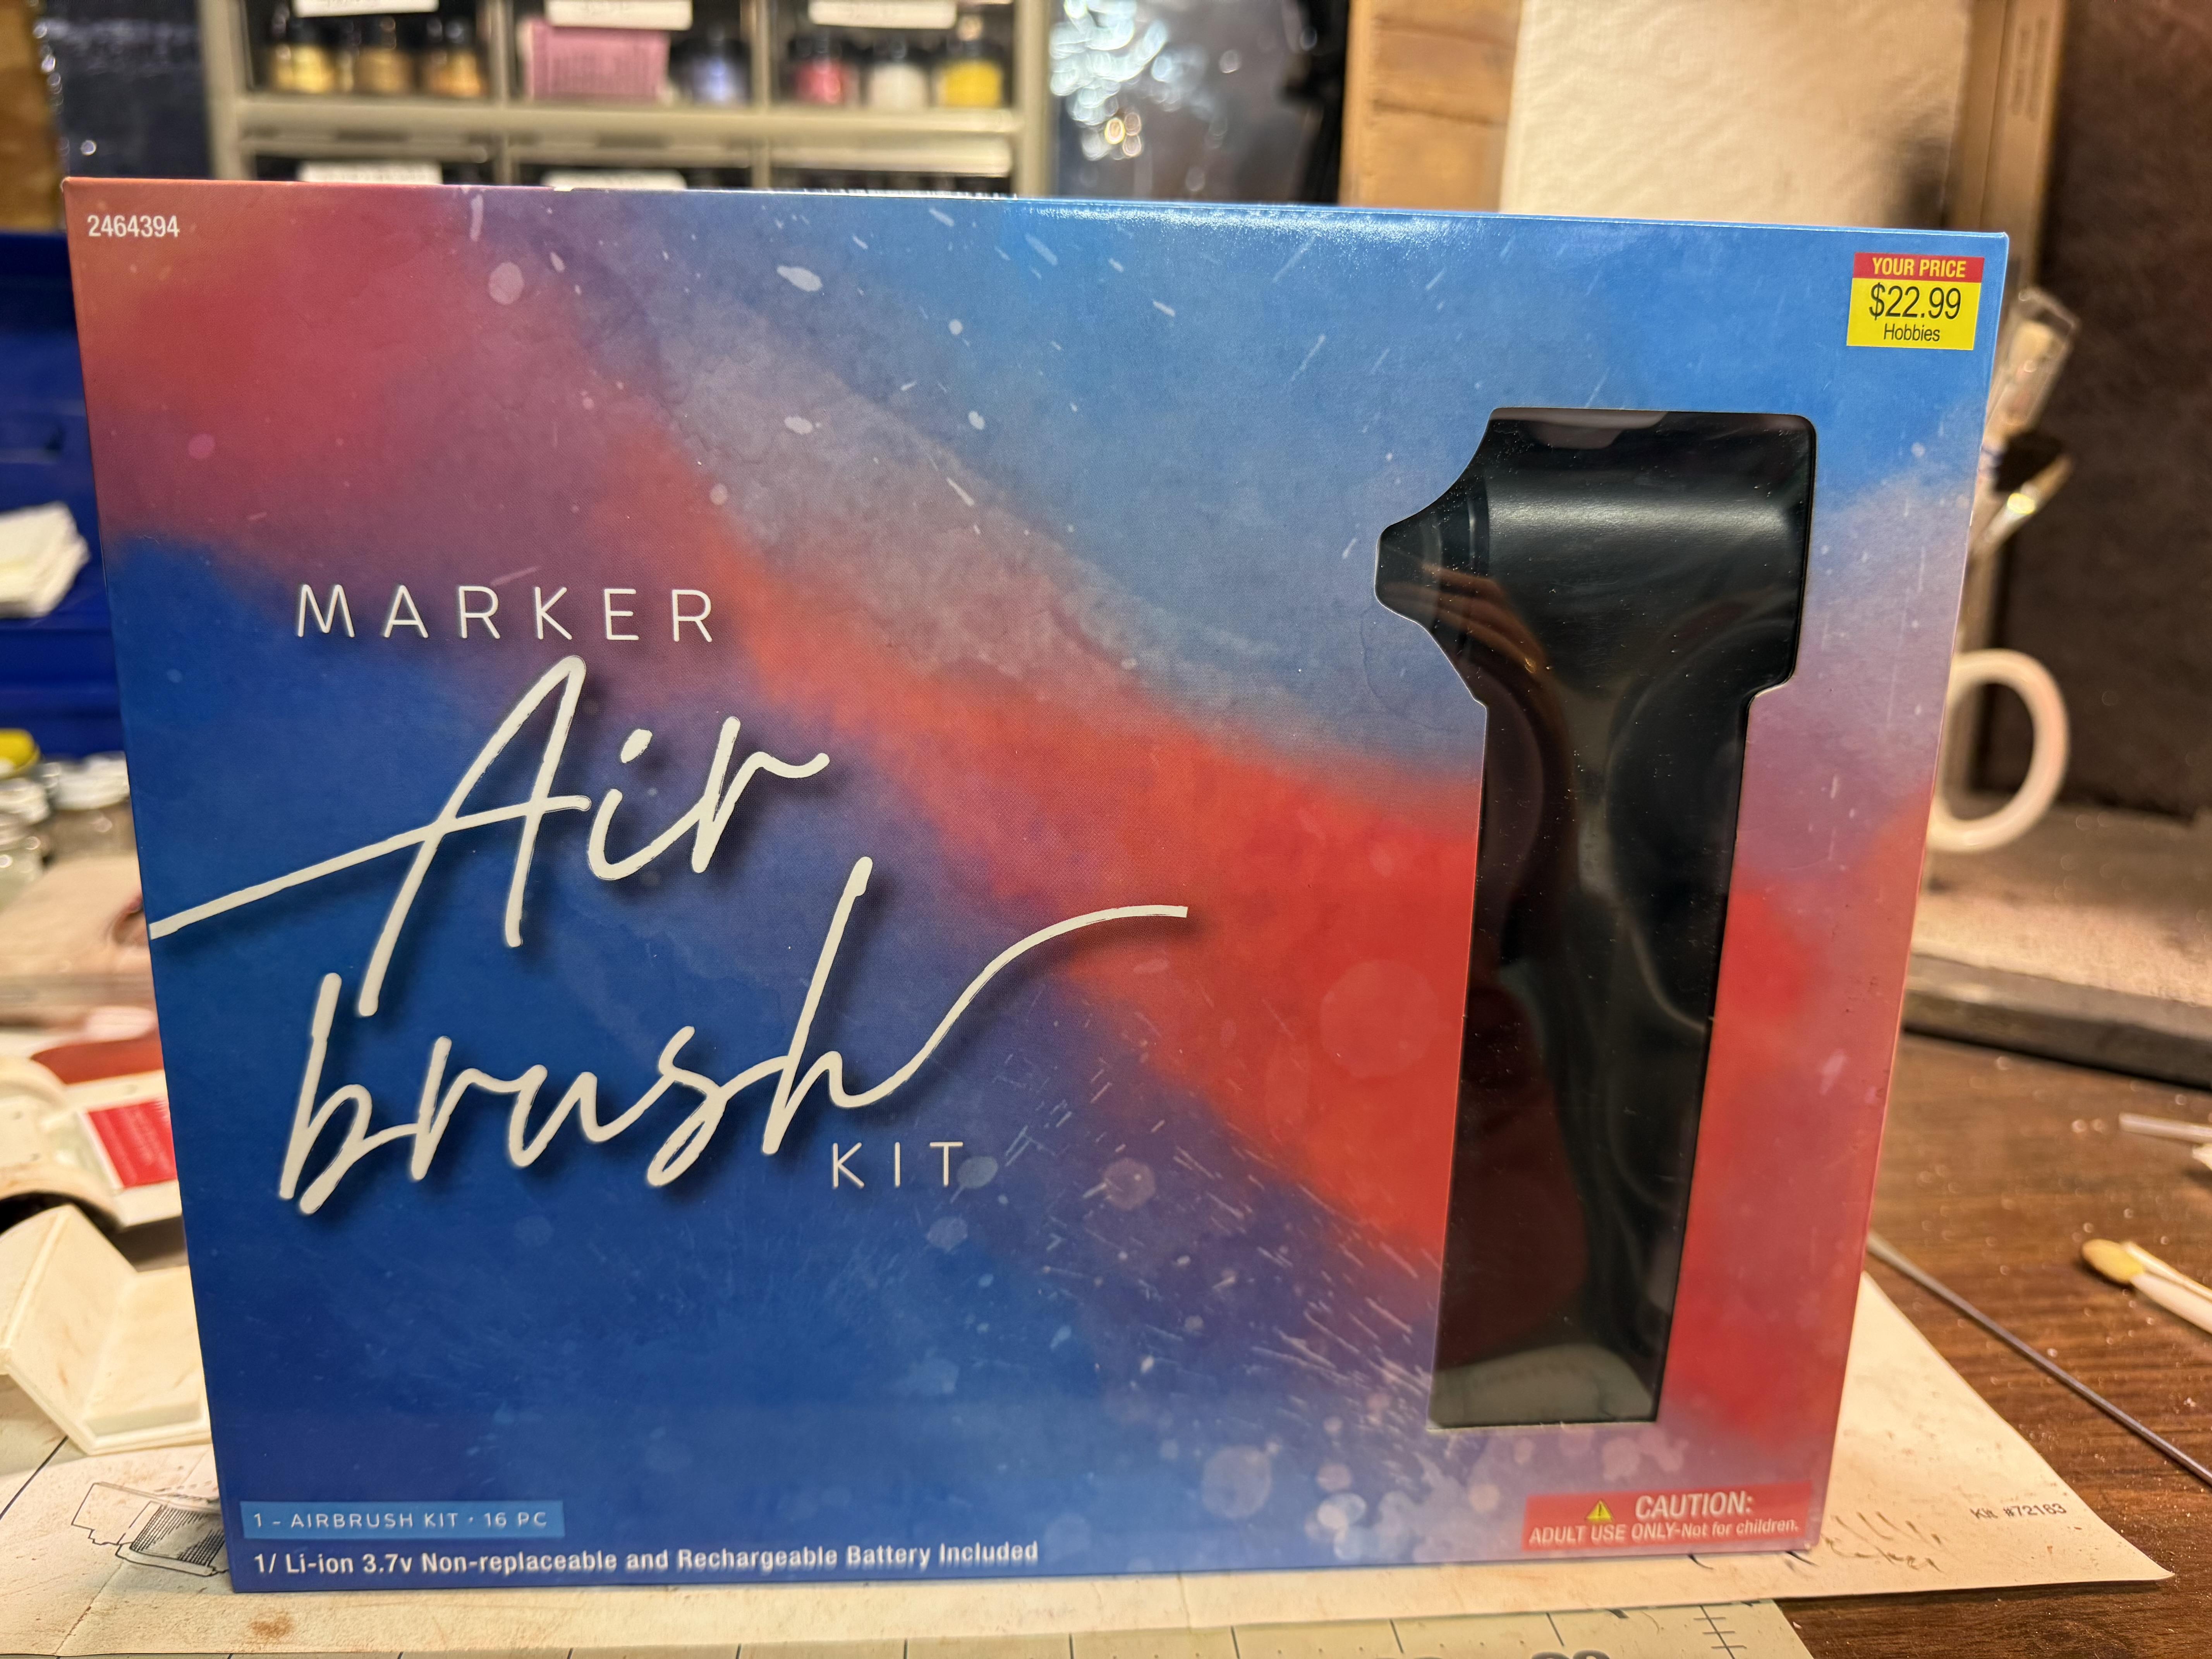 2464394
YOUR PRICE
$22.99
Hobbies
MARKER
Air
brush
KIT
1 - AIRBRUSH KIT • 16 PC
1/ Li-ion 3.7v Non-replaceable and Rechargeable Battery Included
CAUTION:
ADULT USE ONLY-Not for children.
Kit #72163